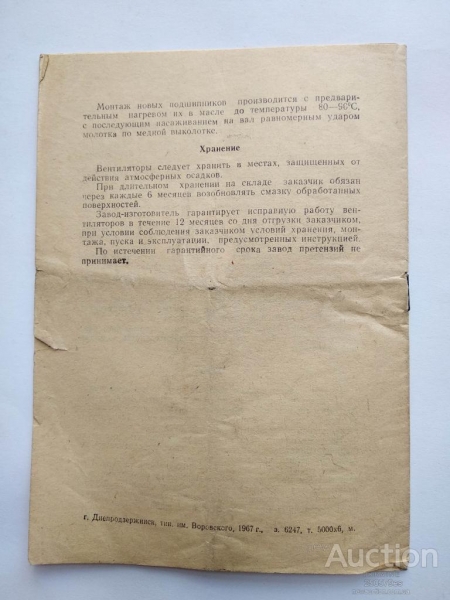 Монтаж новых подшипников производится с предвари-
тельным нагревом их в масле до температуры 80—90°С,
с последующим насаживанием на вал равномерным ударом
молотка по медной выколотке.
Хранение
Вентиляторы следует хранить в местах, защищенных от
действия атмосферных осадков.
При длительном хранении на складе заказчик обязан
через каждые 6 месяцев возобновлять смазку обработанных
поверхностей.
Завод-изготовитель гарантирует исправную работу вен-
тиляторов в течение 12 месяцев со дня отгрузки заказчиком,
при условии соблюдения заказчиком условий хранения, мон-
тажа, пуска и эксплуатации, предусмотренных инструкцией.
По истечении гарантийного срока завод претензий не
принимает.
г. Днепродзержинск, тип. им. Воровского, 1967 г., з. 6247, т. 5000х6, м.
Auction